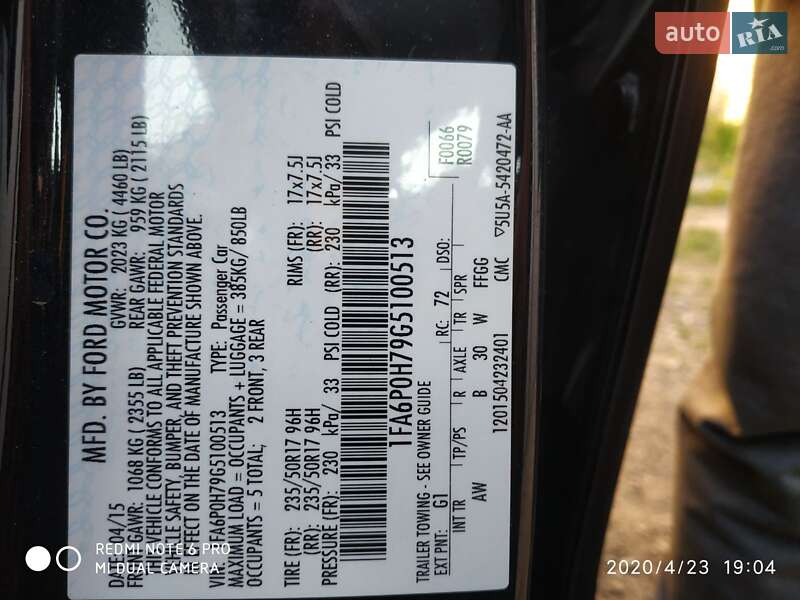 MFD. BY FORD MOTOR CO.
DATE: 04/15 GVWR: 2023 KG ( 4460 LB)
FRONT GAWR: 1068 KG ( 2355 LB) REAR GAWR: 959 KG ( 2115 LB)
THIS VEHICLE CONFORMS TO ALL APPLICABLE FEDERAL MOTOR
VEHICLE SAFETY, BUMPER, AND THEFT PREVENTION STANDARDS
IN EFFECT ON THE DATE OF MANUFACTURE SHOWN ABOVE.
VIN: 1FA6P0H79G5100513 TYPE: Passenger Car
MAXIMUM LOAD = OCCUPANTS + LUGGAGE = 385KG/ 850LB
OCCUPANTS = 5 TOTAL; 2 FRONT, 3 REAR
TIRE (FR): 235/50R17 96H RIMS (FR): 17x7.5J
(RR): 235/50R17 96H (RR): 17x7.5J
PRESSURE (FR): 230 kPa/ 33 PSI COLD (RR): 230 kPa/ 33 PSI COLD
1FA6P0H79G5100513
F0066
R0079
TRAILER TOWING - SEE OWNER GUIDE
EXT PNT: G1 RC: 72 DSO:
INT TR TP/PS R AXLE TR SPR
AW B 30 W FFGG
1201504232401 CMC ▽5U5A-5420472-AA
auto RIA
REDMI NOTE 6 PRO
MI DUAL CAMERA
2020/4/23 19:04